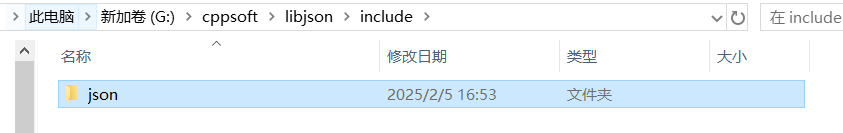 此电脑 新加卷 (G:) cppsoft libjson include 在 include
名称 修改日期 类型 大小
json 2025/2/5 16:53 文件夹